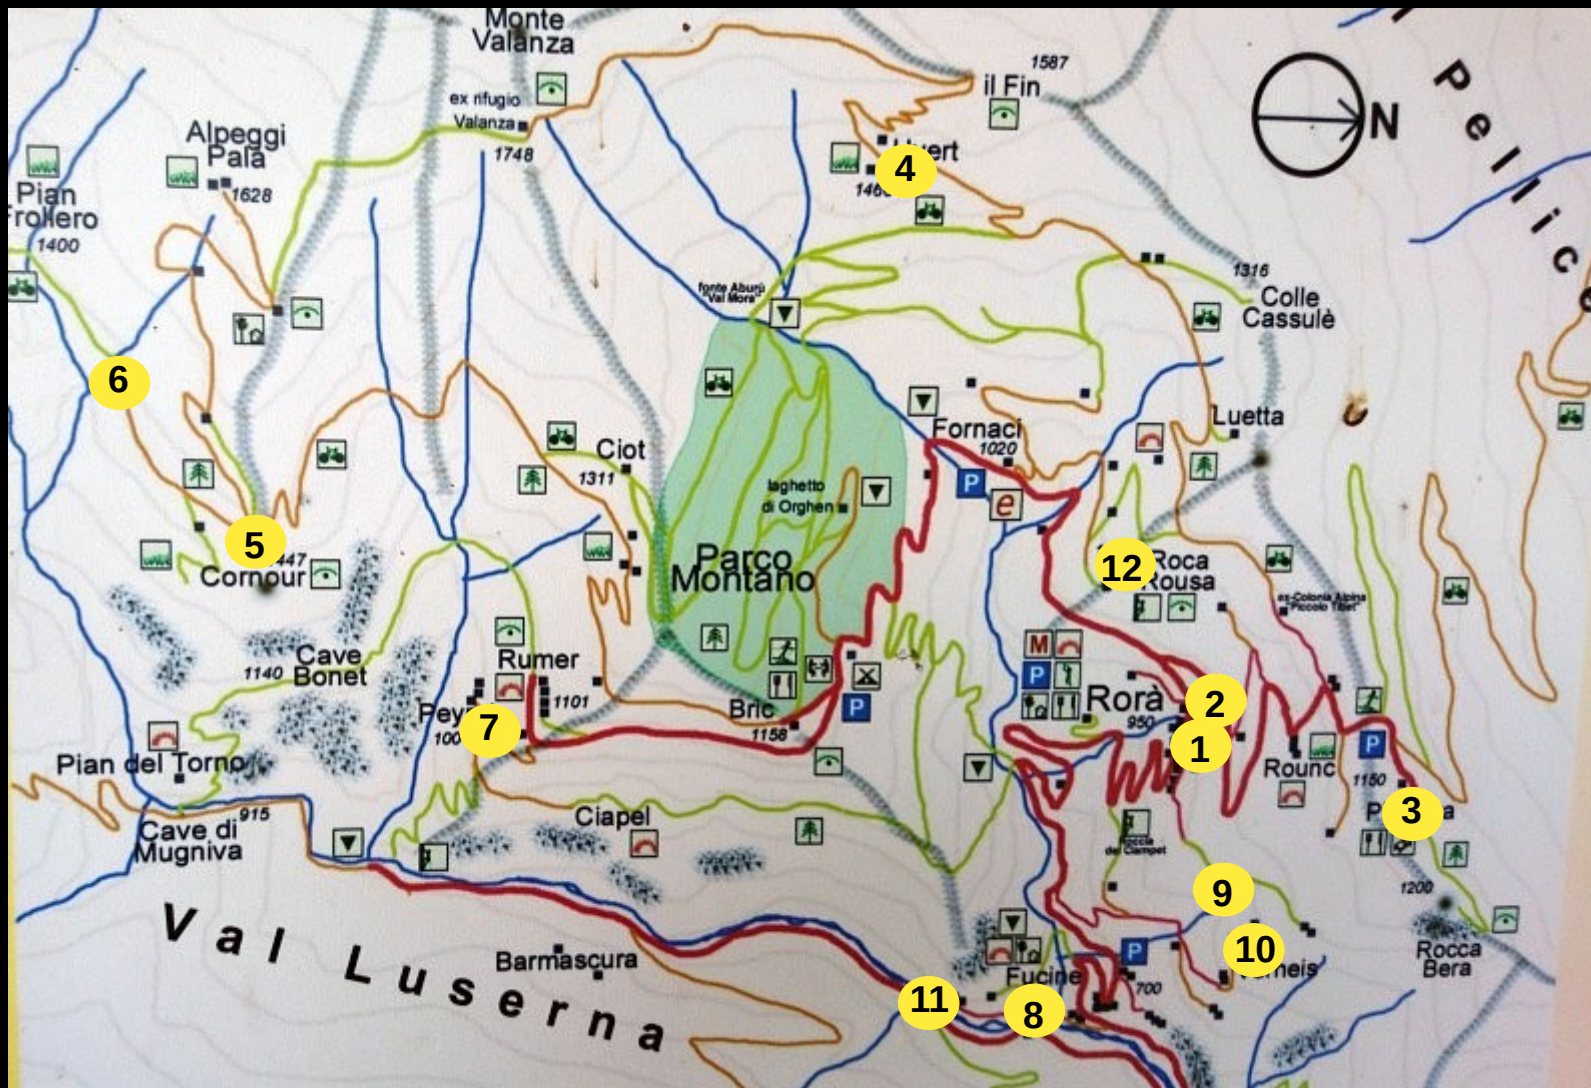 Monte
Valanza
ex rifugio
Valanza
1748
il Fin
1587
N
Pellice
Alpeggi
Palà
1628
Pian
Frollero
1400
4
fonte Aburù
"Val Mora"
1316
Colle
Cassulè
6
Ciot
1311
Fornaci
1020
Luetta
P
e
laghetto
di Orghen
5
Cornour
Parco
Montano
12
Roca
Rousa
ex-Colonia Alpina
"Piccolo Tibet"
Cave
Bonet
1140
Rumer
1101
7
M
P
Rorà
950
2
1
Bric
1158
P
Rounc
1150
P
3
Pian del Torno
915
Cave di
Mugniva
Ciapel
1200
9
10
Rocca
Bera
P
Fucine
700
11
8
Barmascura
Val Luserna